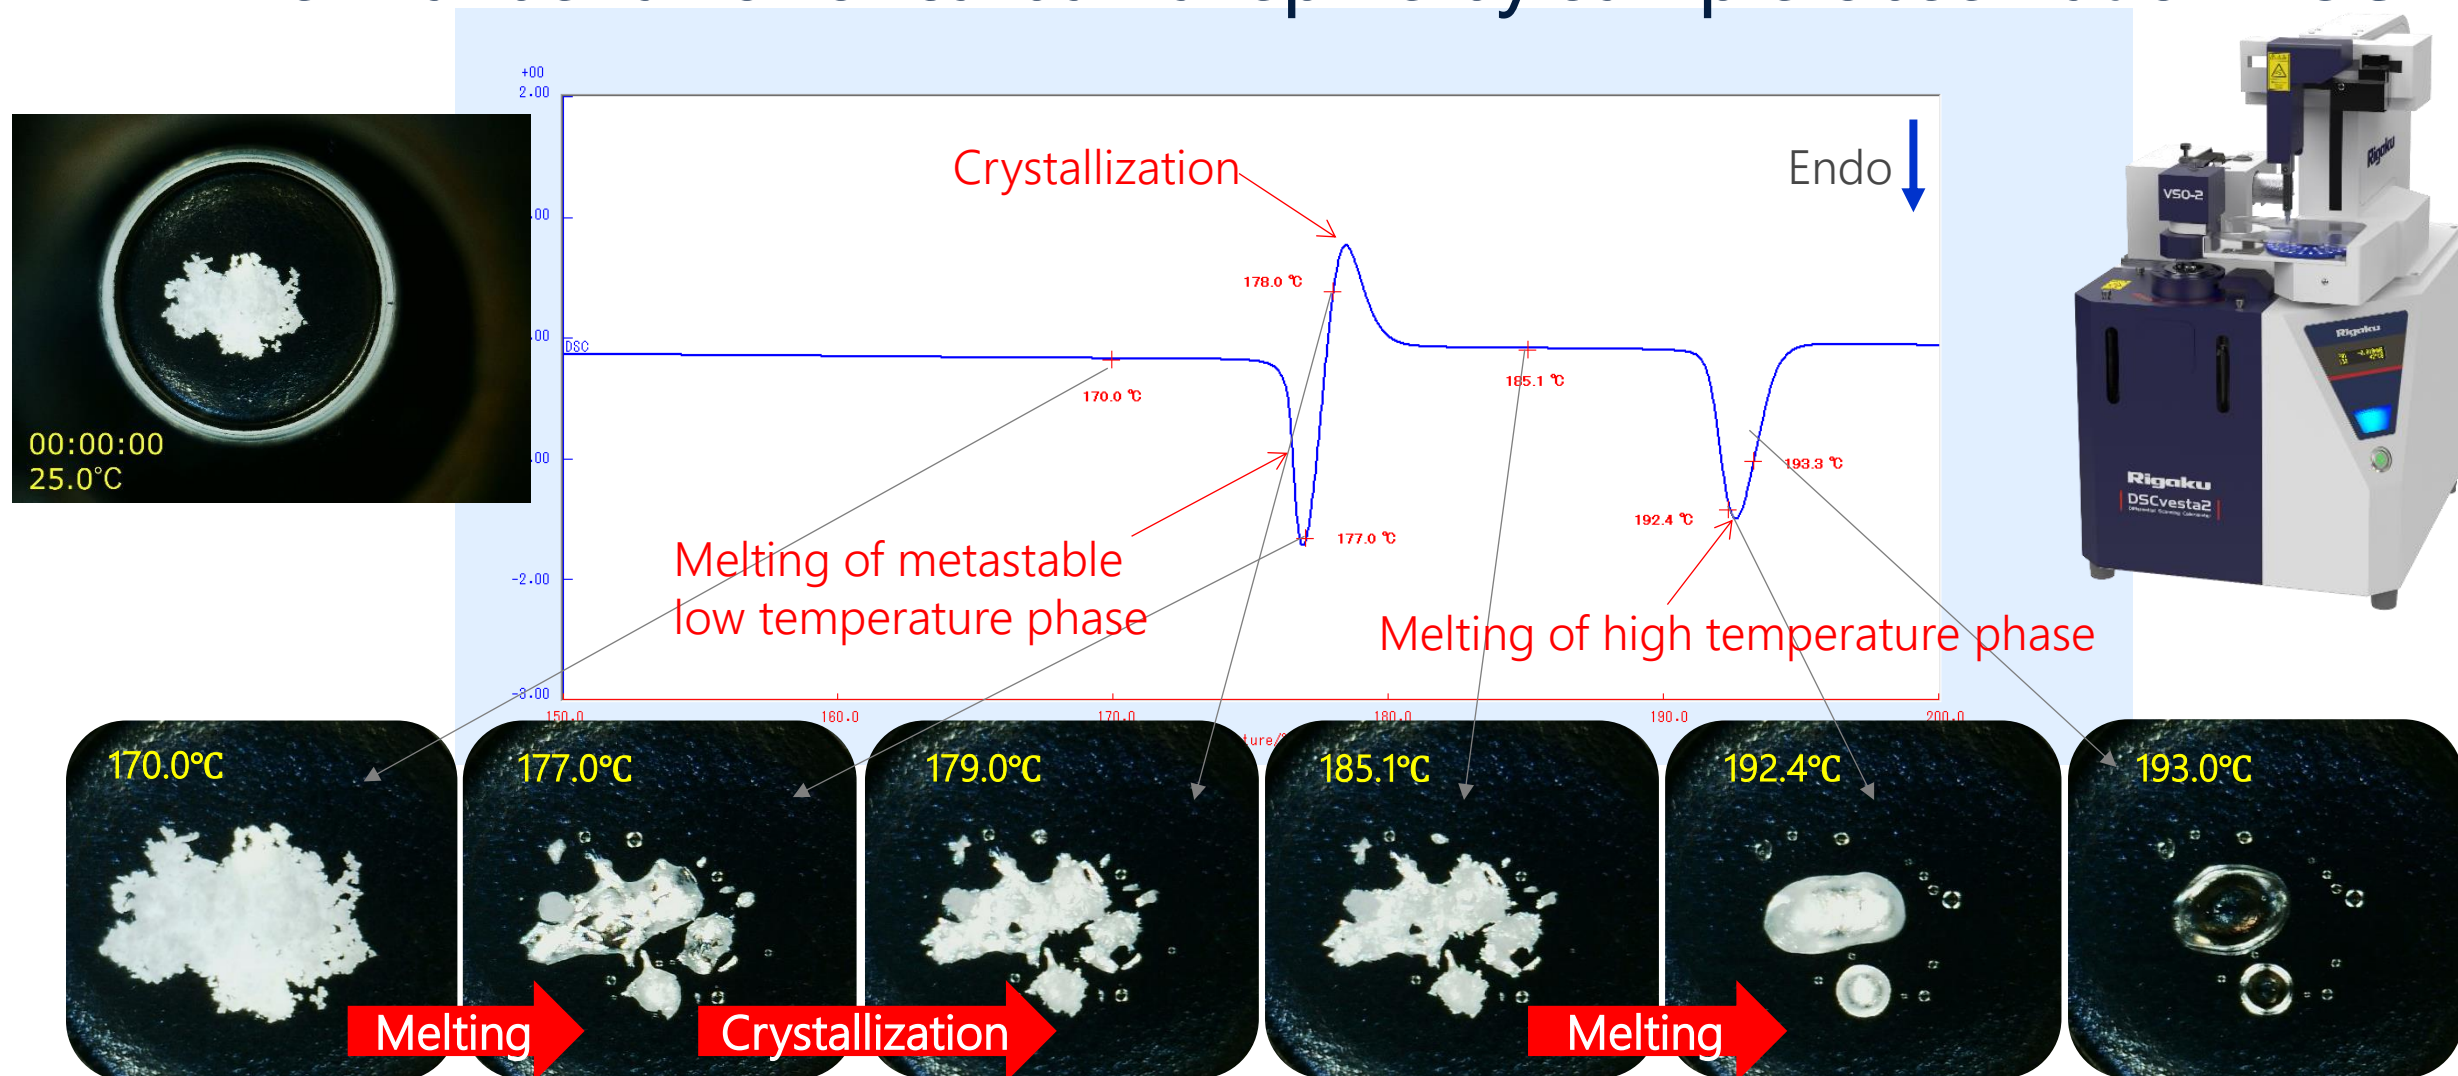 +00
2.00
.00
.00
.00
-2.00
-3.00
DSC
Crystallization
Endo
178.0 ℃
170.0 ℃
185.1 ℃
193.3 ℃
192.4 ℃
177.0 ℃
Melting of metastable
low temperature phase
Melting of high temperature phase
150.0
160.0
170.0
180.0
190.0
200.0
00:00:00
25.0℃
Rigaku
VSO-2
Rigaku
Rigaku
DSCvesta2
170.0℃
177.0℃
179.0℃
185.1℃
192.4℃
193.0℃
Melting
Crystallization
Melting